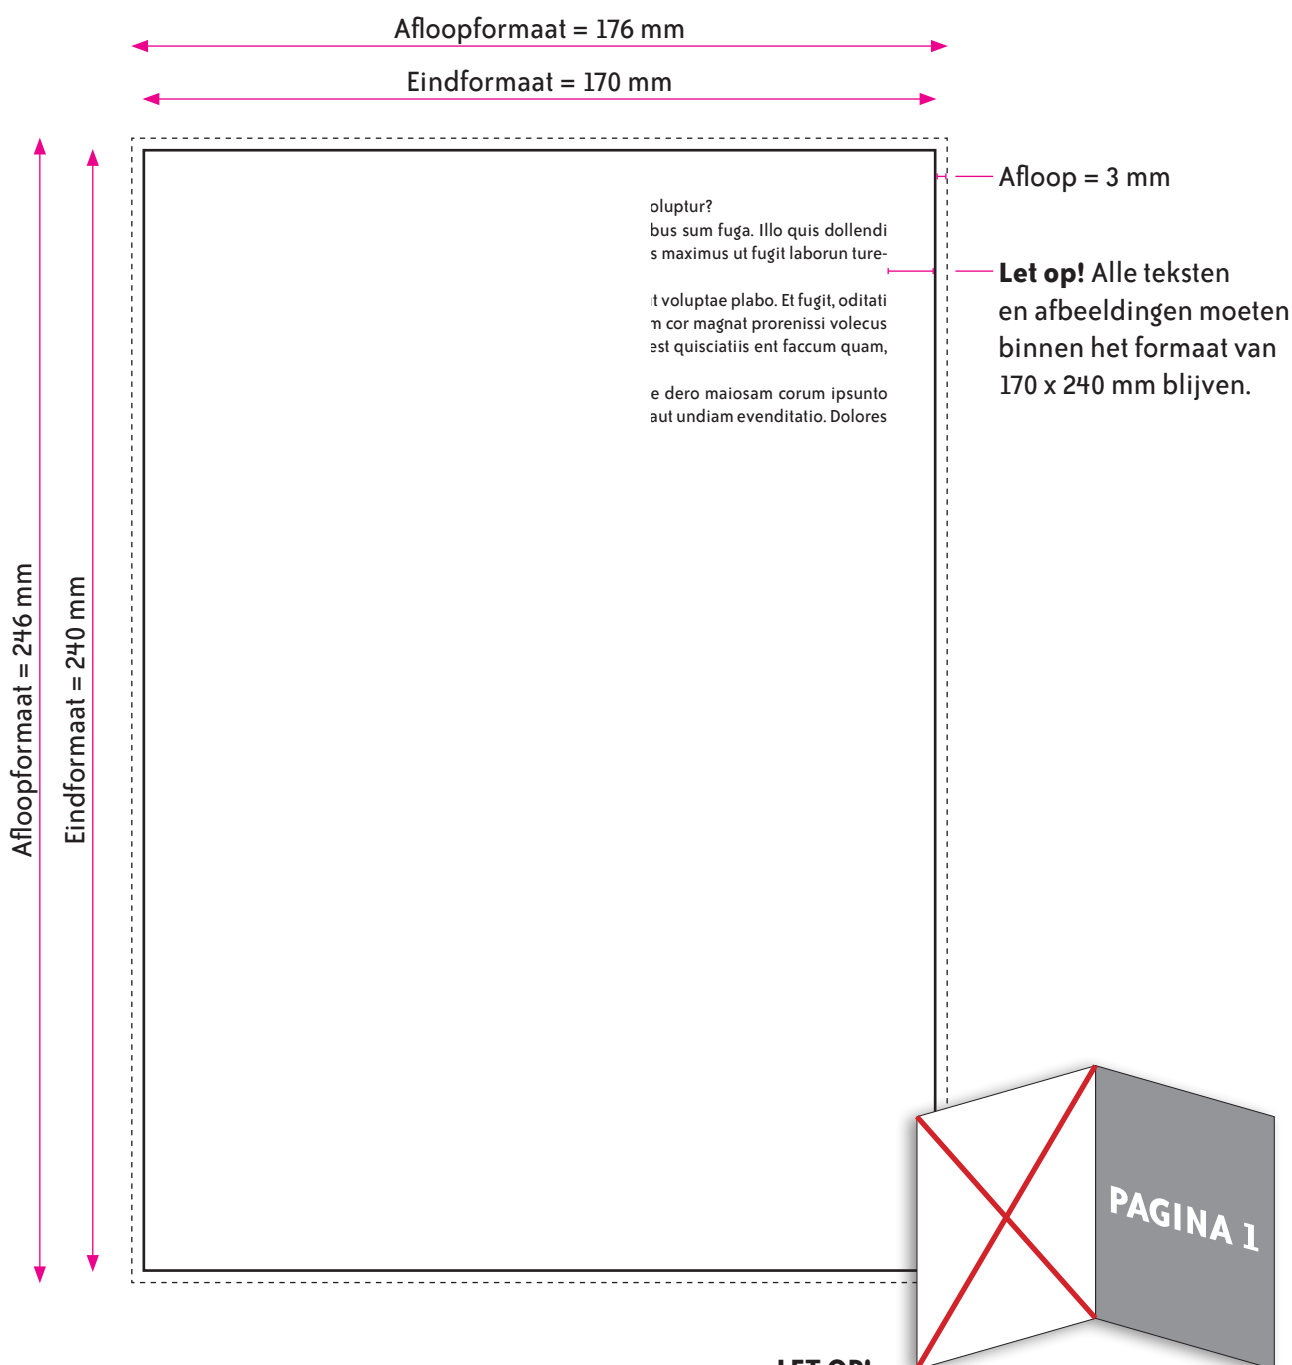 Afloopformaat = 176 mm
Eindformaat = 170 mm
Afloop = 3 mm
oluptur?
bus sum fuga. Illo quis dollendi
s maximus ut fugit laborun ture-
Let op! Alle teksten
en afbeeldingen moeten
binnen het formaat van
170 x 240 mm blijven.
t voluptae plabo. Et fugit, oditati
m cor magnat prorenissi volecus
est quisciatiis ent faccum quam,
e dero maiosam corum ipsunto
aut undiam evenditatio. Dolores
Afloopformaat = 246 mm
Eindformaat = 240 mm
PAGINA 1
LET OP!